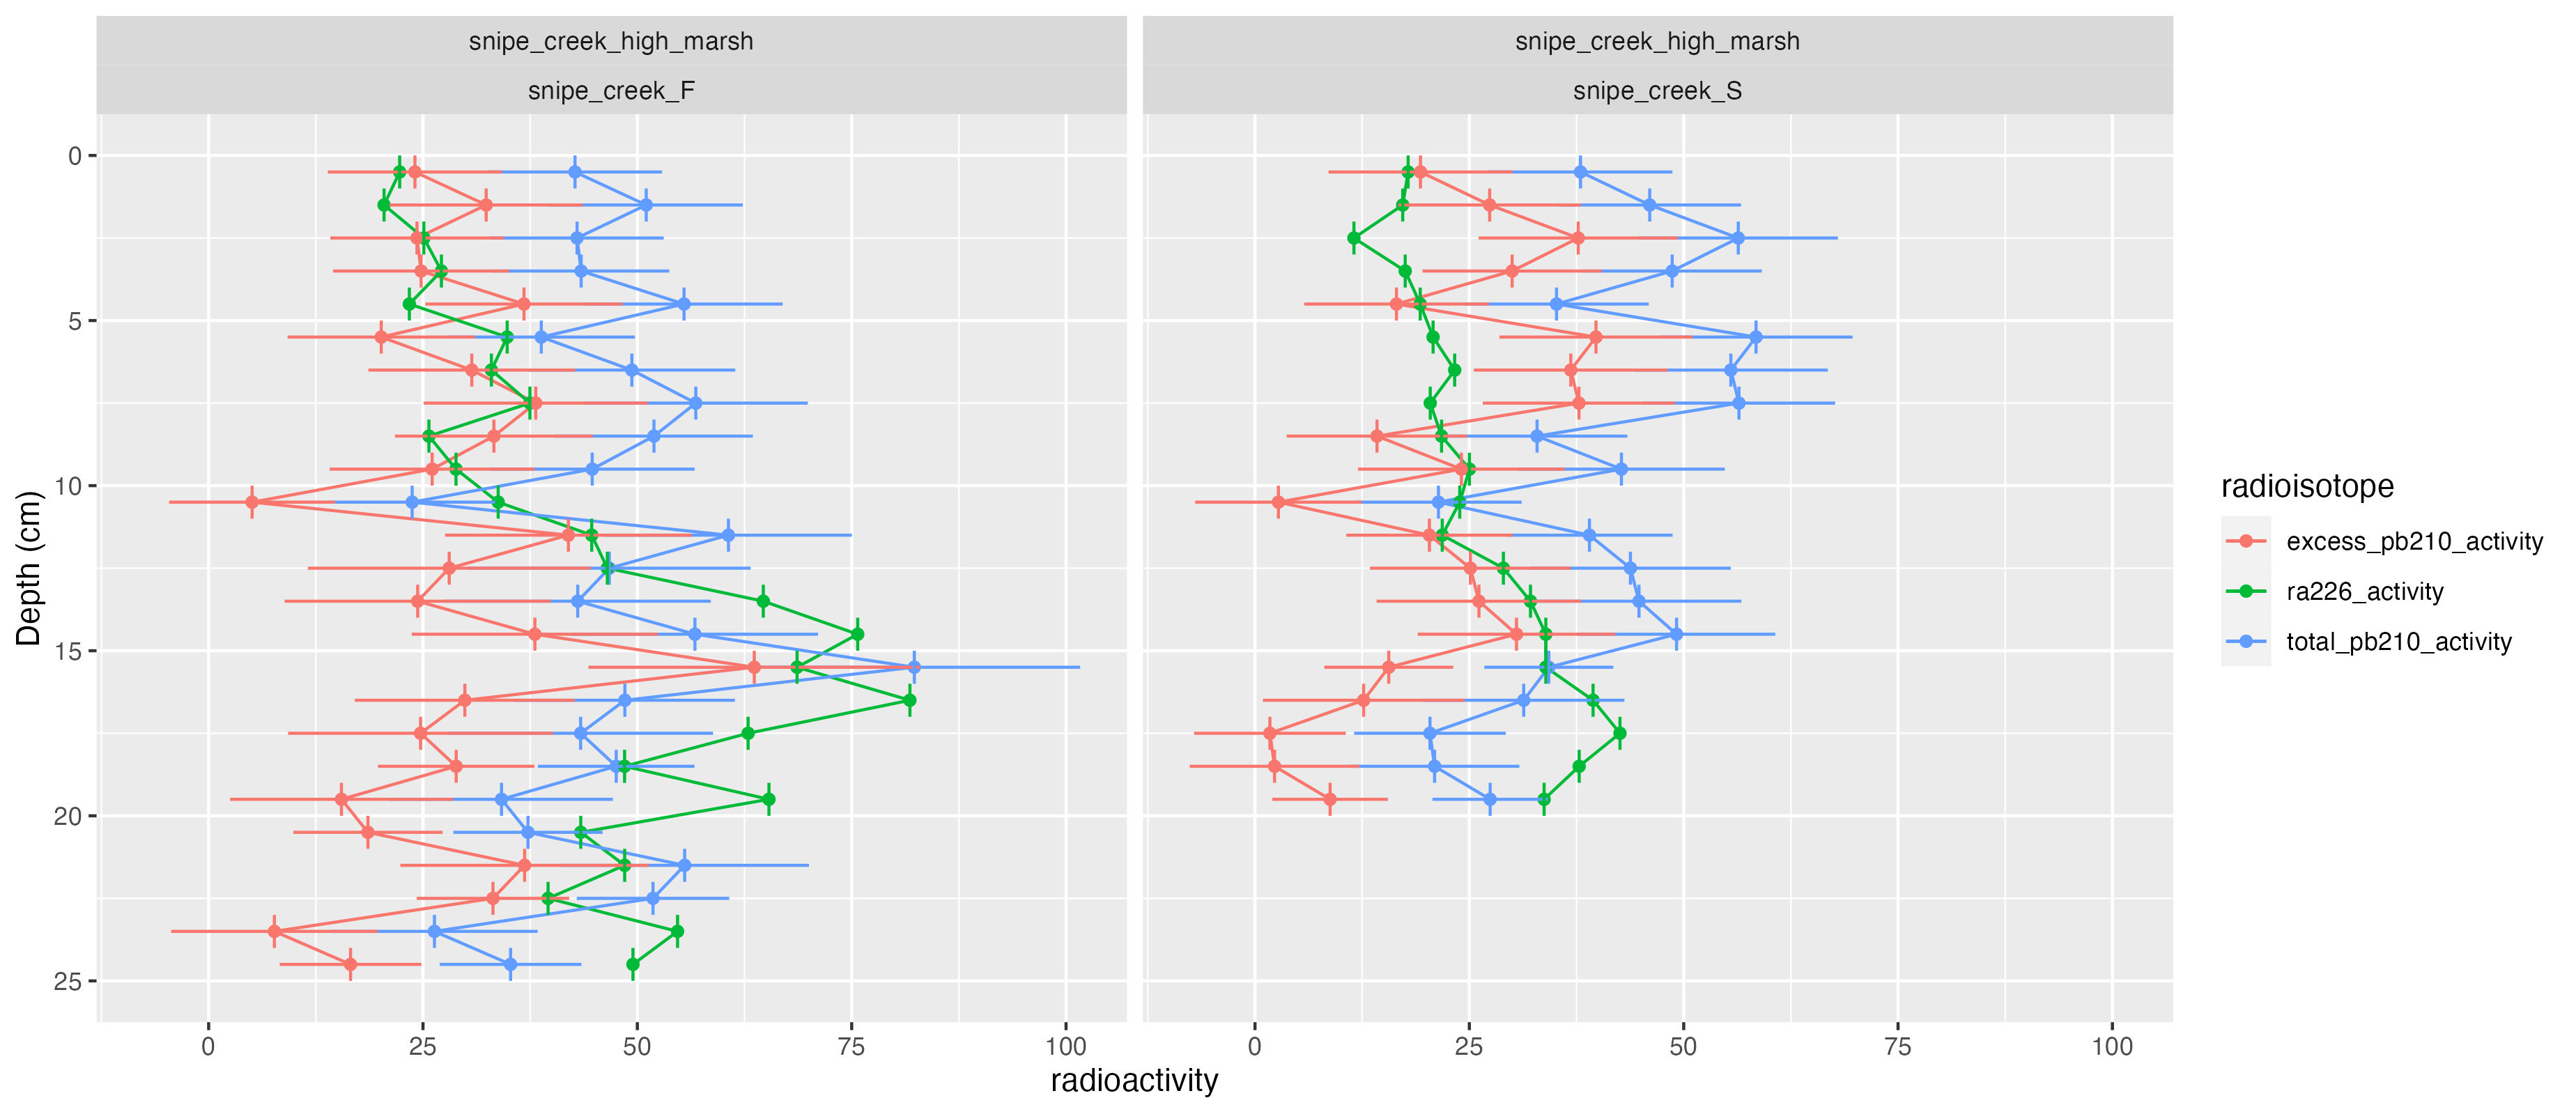 snipe_creek_high_marsh
snipe_creek_F
snipe_creek_high_marsh
snipe_creek_S
Depth (cm)
0
5
10
15
20
25
0 25 50 75 100
0 25 50 75 100
radioactivity
radioisotope
excess_pb210_activity
ra226_activity
total_pb210_activity